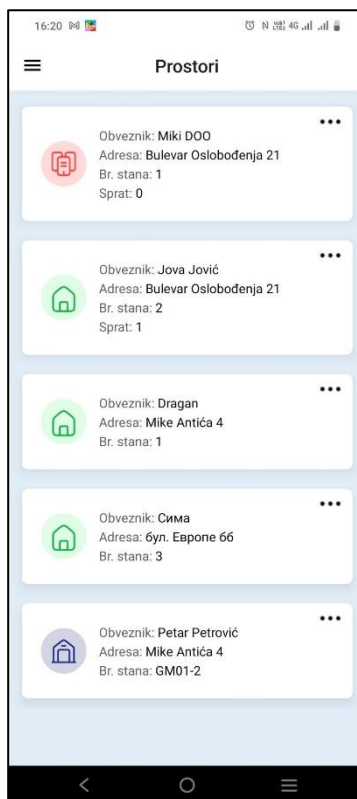 16:20
4G
Prostori
Obveznik: Miki DOO
Adresa: Bulevar Oslobođenja 21
Br. stana: 1
Sprat: 0
Obveznik: Jova Jović
Adresa: Bulevar Oslobođenja 21
Br. stana: 2
Sprat: 1
Obveznik: Dragan
Adresa: Mike Antića 4
Br. stana: 1
Obveznik: Сима
Adresa: бул. Европе бб
Br. stana: 3
Obveznik: Petar Petrović
Adresa: Mike Antića 4
Br. stana: GM01-2